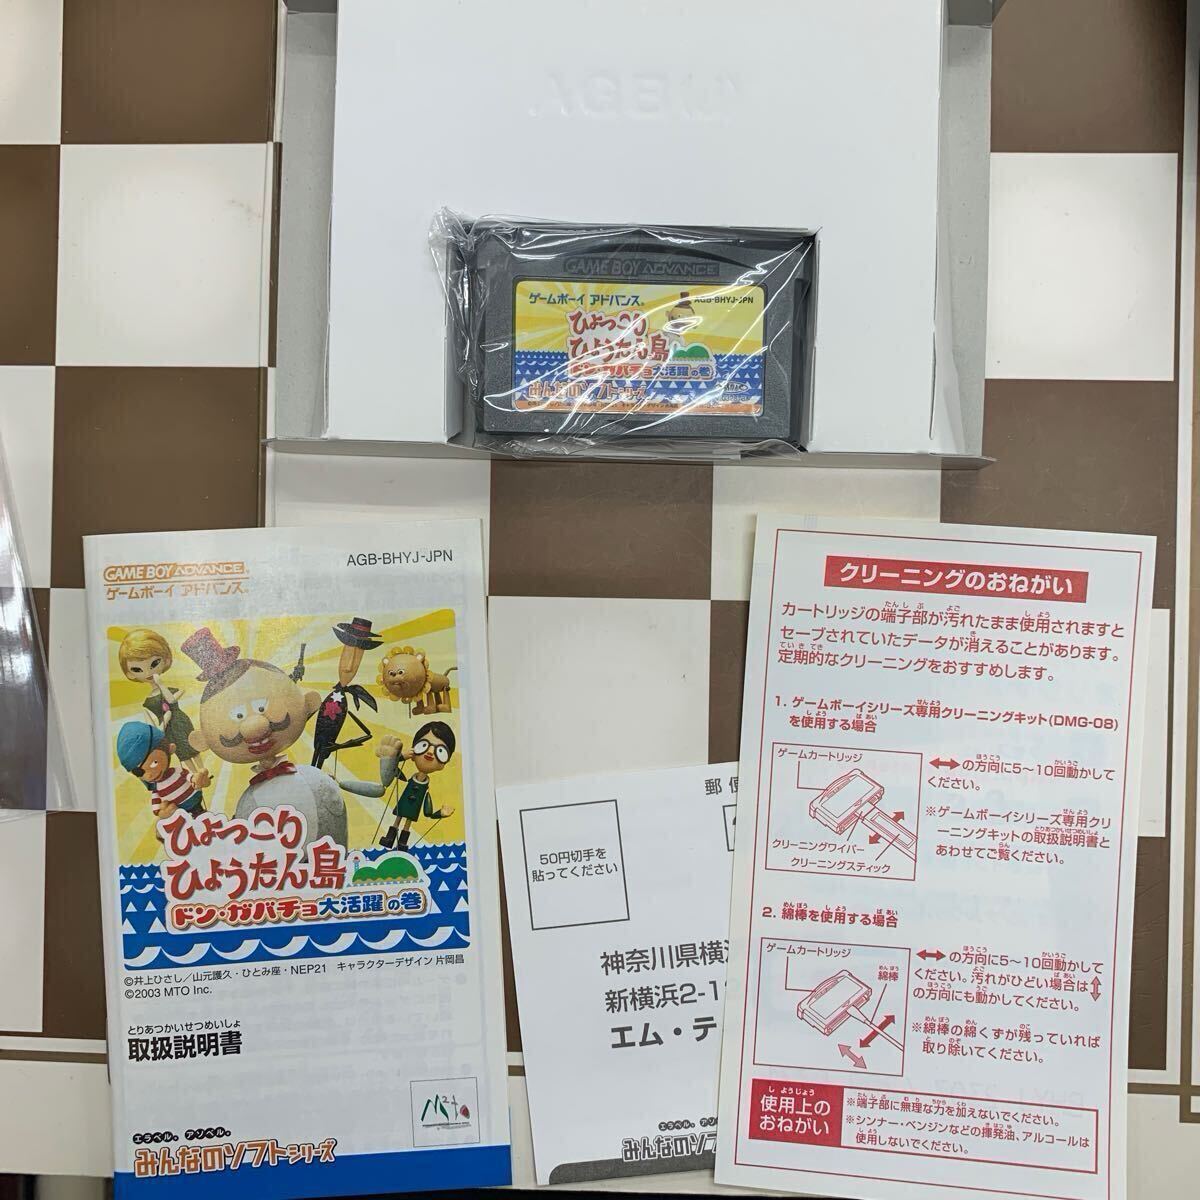 GAME BOY ADVANCE
ゲームボーイ アドバンス
AGB-BHYJ-JPN
ひょっこり
ひょうたん島
ドン・ガバチョ大活躍の巻
みんなのソフトシリーズ
GAME BOY ADVANCE
ゲームボーイ アドバンス
AGB-BHYJ-JPN
ひょっこり
ひょうたん島
ドン・ガバチョ大活躍の巻
©井上ひさし/山元護久・ひとみ座・NEP21 キャラクターデザイン 片岡昌
©2003 MTO Inc.
とりあつかいせつめいしょ
取扱説明書
エラベル。アソベル。
みんなのソフトシリーズ
郵便
50円切手を
貼ってください
神奈川県横
新横浜2-1
エム・テ
エラベル。アソベ
みんなのソフ
クリーニングのおねがい
カートリッジの端子部が汚れたまま使用されますと
セーブされていたデータが消えることがあります。
定期的なクリーニングをおすすめします。
1. ゲームボーイシリーズ専用クリーニングキット(DMG-08)
を使用する場合
ゲームカートリッジ
クリーニングワイパー
クリーニングスティック
↔の方向に5〜10回動かして
ください。
※ゲームボーイシリーズ専用クリ
ーニングキットの取扱説明書と
あわせてご覧ください。
2. 綿棒を使用する場合
ゲームカートリッジ
綿棒
↔の方向に5〜10回動かして
ください。汚れがひどい場合は↕
の方向にも動かしてください。
※綿棒の綿くずが残っていれば
取り除いてください。
使用上の
おねがい
※端子部に無理な力を加えないでください。
※シンナー・ベンジンなどの揮発油、アルコールは
使用しないでください。